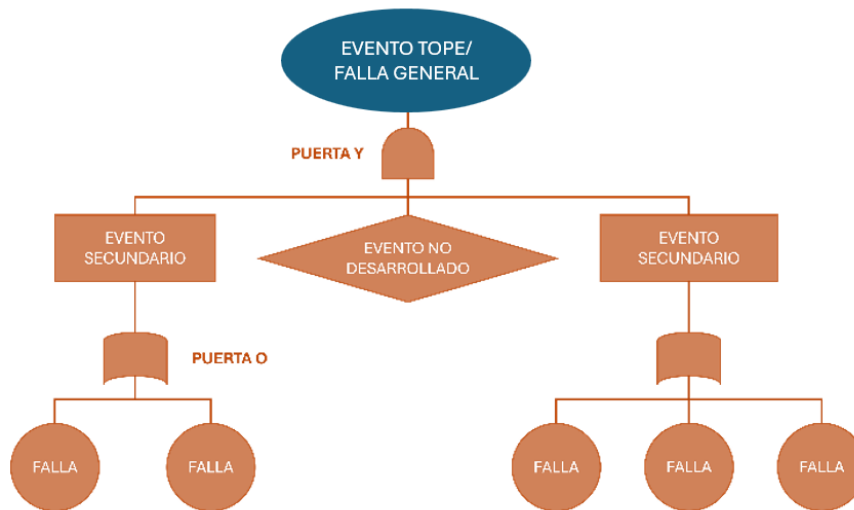 EVENTO TOPE/
FALLA GENERAL
PUERTA Y
EVENTO
SECUNDARIO
EVENTO NO
DESARROLLADO
EVENTO
SECUNDARIO
PUERTA O
FALLA
FALLA
FALLA
FALLA
FALLA